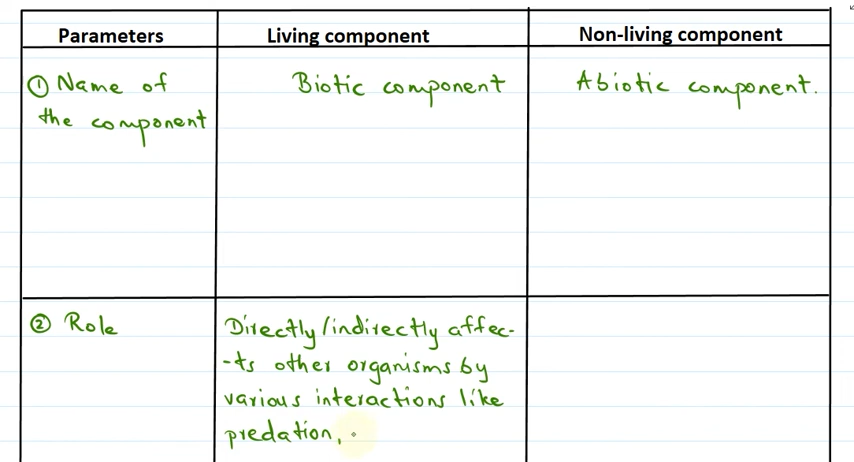 Parameters
Living component
Non-living component
① Name of
the component
Biotic component
Abiotic component.
② Role
Directly/indirectly affec-
-ts other organisms by
various interactions like
predation,